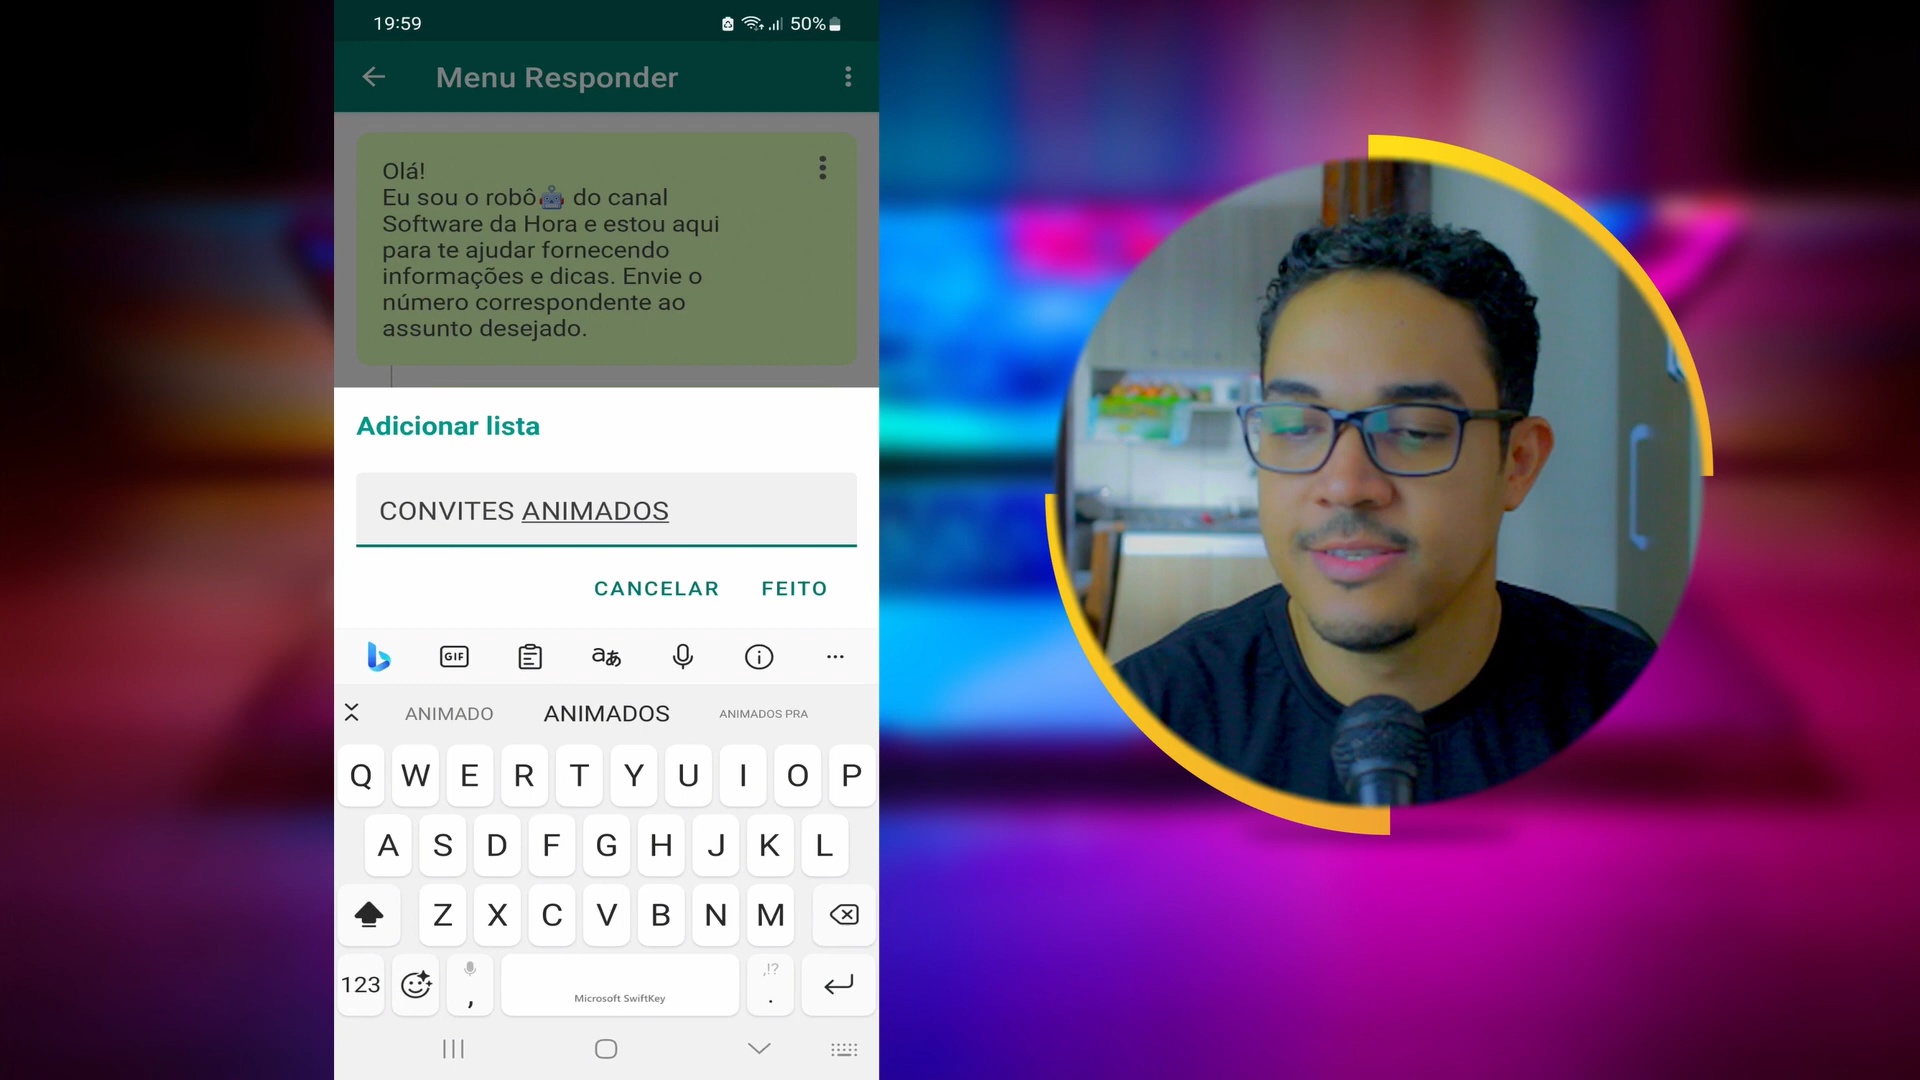 19:59
50%
Menu Responder
Olá!
Eu sou o robô🤖 do canal
Software da Hora e estou aqui
para te ajudar fornecendo
informações e dicas. Envie o
número correspondente ao
assunto desejado.
Adicionar lista
CONVITES ANIMADOS
CANCELAR FEITO
GIF
aあ
ANIMADO ANIMADOS ANIMADOS PRA
Q W E R T Y U I O P
A S D F G H J K L
Z X C V B N M
123 , Microsoft SwiftKey ,!? .